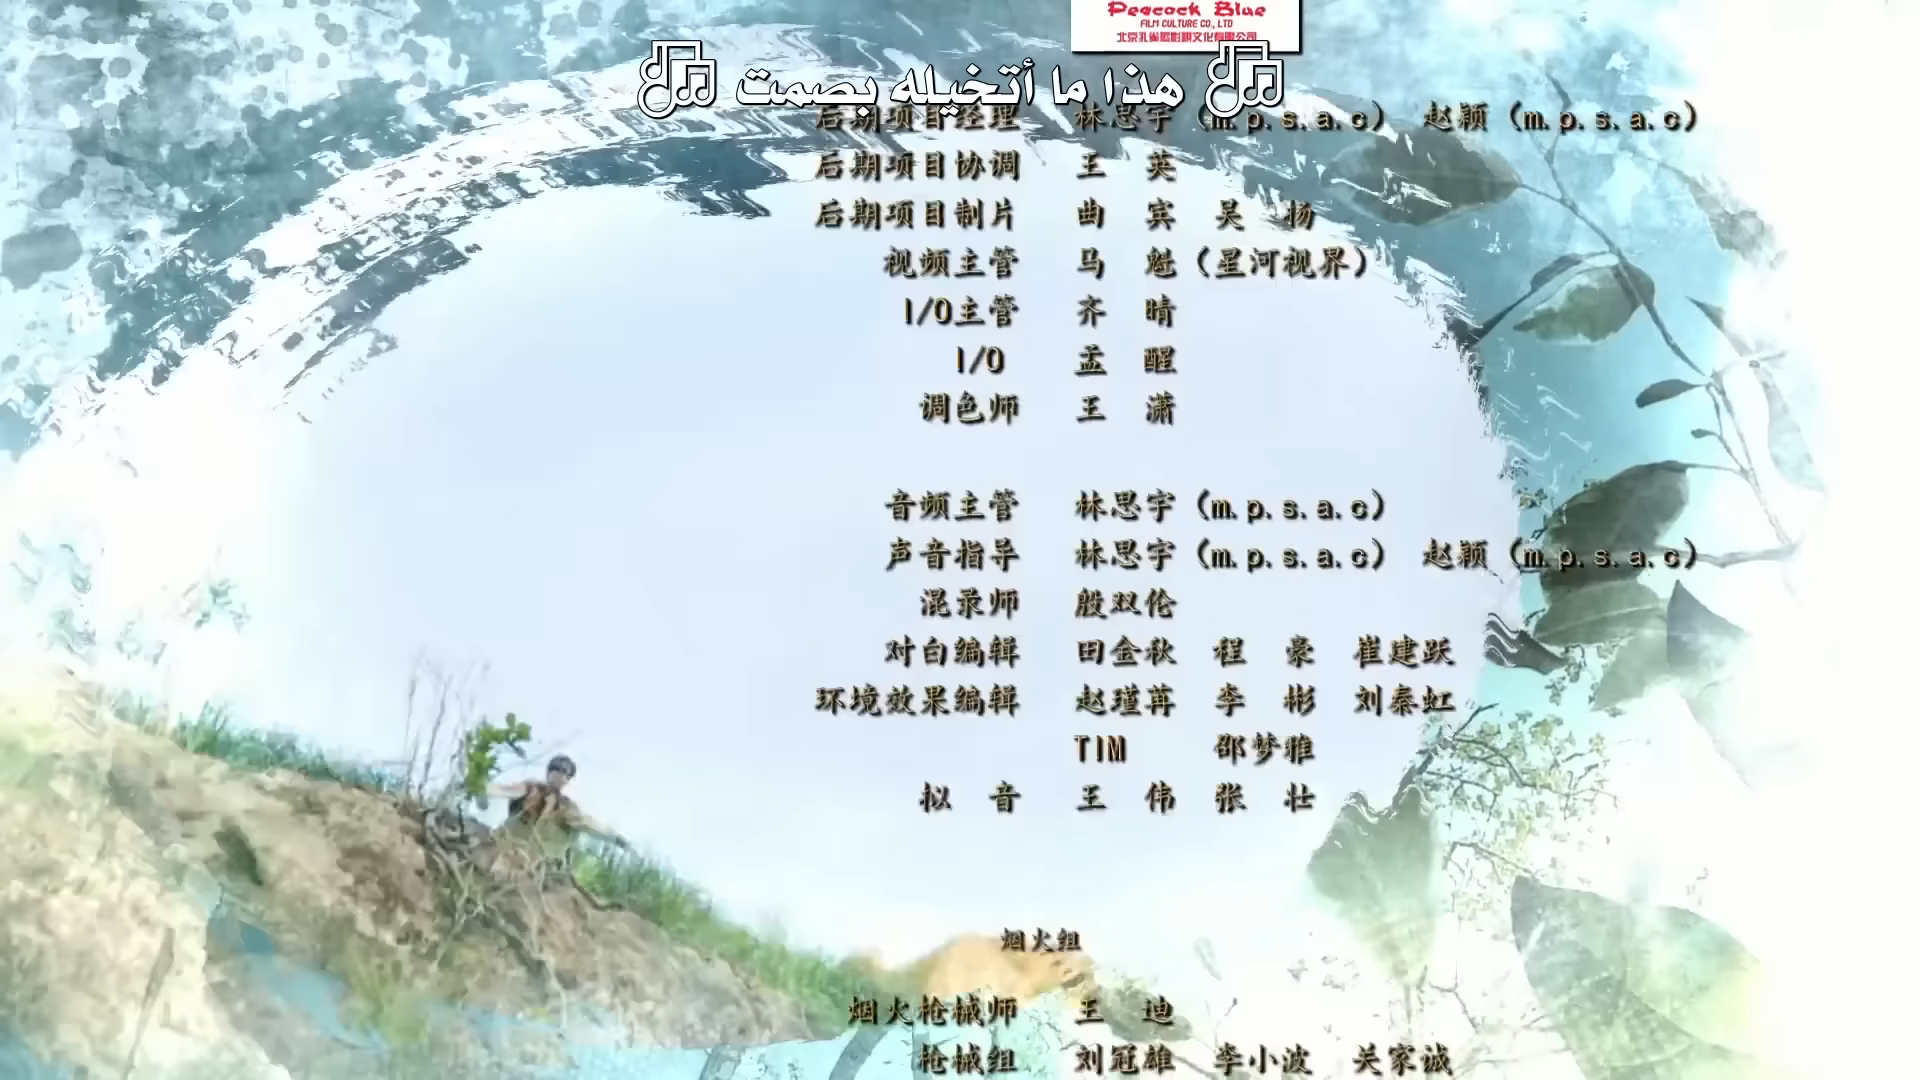 Peacock Blue
FILM CULTURE CO., LTD
北京孔雀蓝影视文化有限公司
هذا ما أتخيله بصمت
后期项目经理 林思宇（m.p.s.a.c） 赵颖（m.p.s.a.c）
后期项目协调 王 英
后期项目制片 曲 宾 吴 扬
视频主管 马 魁（星河视界）
I/O主管 齐 晴
I/O 孟 醒
调色师 王 潇
音频主管 林思宇（m.p.s.a.c）
声音指导 林思宇（m.p.s.a.c） 赵颖（m.p.s.a.c）
混录师 殷双伦
对白编辑 田金秋 程 豪 崔建跃
环境效果编辑 赵瑾苒 李 彬 刘秦虹
TIM 邵梦雅
拟 音 王 伟 张 壮
烟火组
烟火枪械师 王 迪
枪械组 刘冠雄 李小波 关家诚